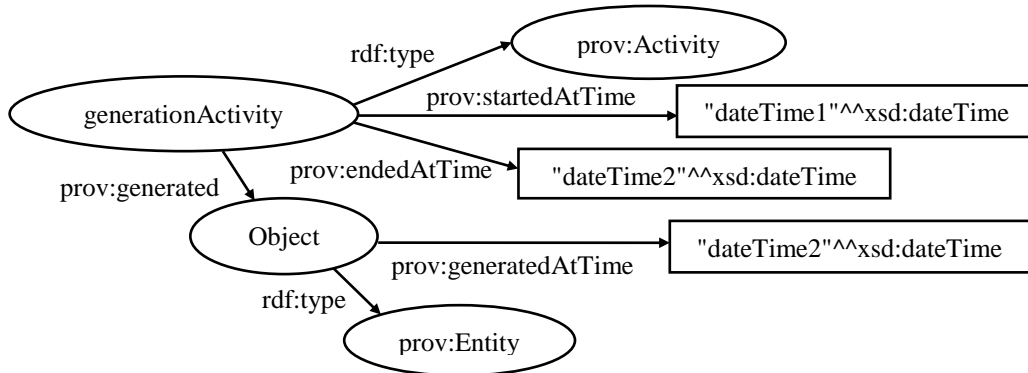 prov:Activity
rdf:type
prov:startedAtTime
generationActivity
"dateTime1"^^xsd:dateTime
prov:endedAtTime
"dateTime2"^^xsd:dateTime
prov:generated
Object
"dateTime2"^^xsd:dateTime
prov:generatedAtTime
rdf:type
prov:Entity